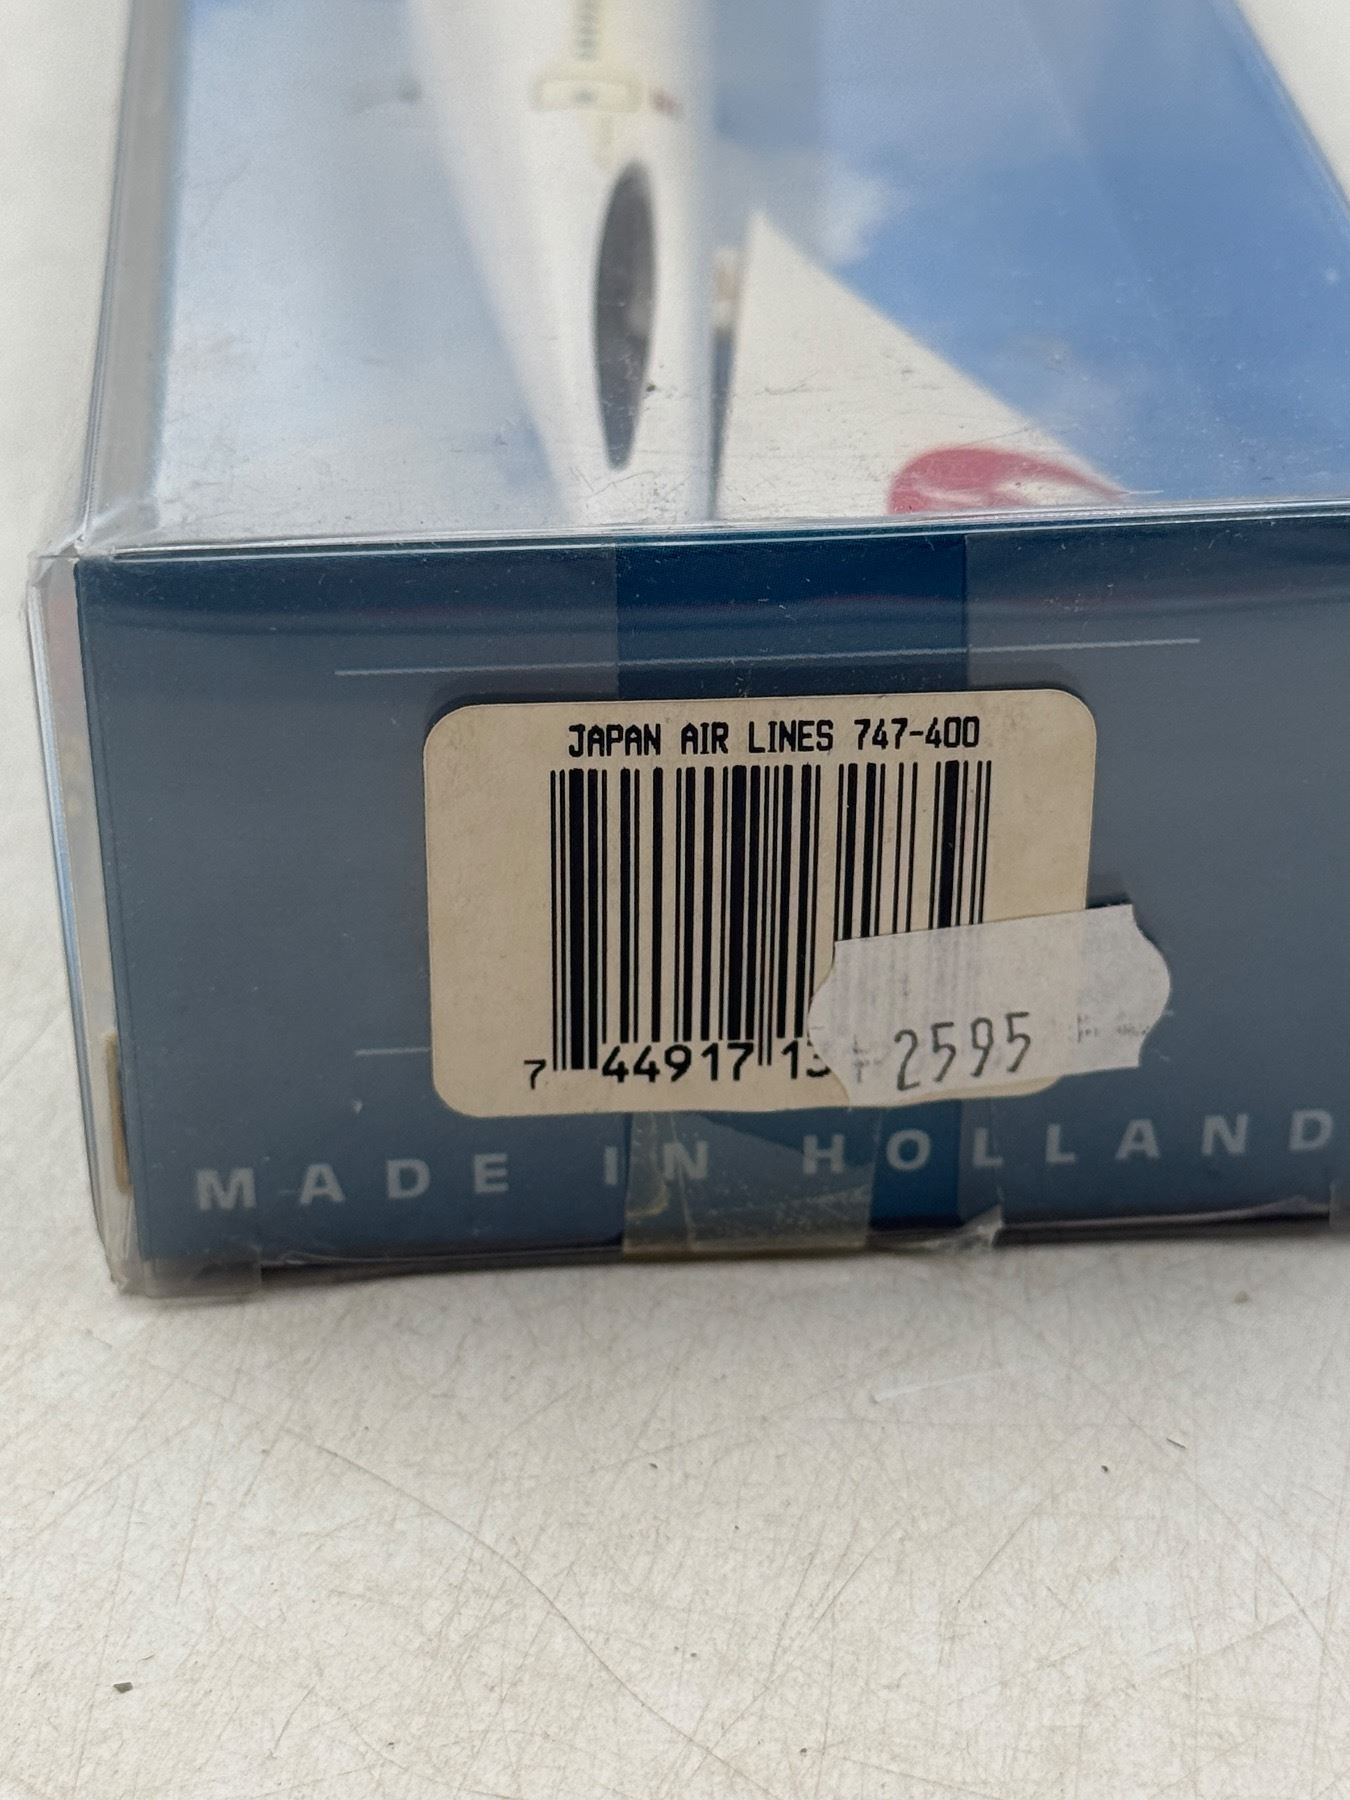 JAPAN AIR LINES 747-400
7 44917 13
2595
MADE IN HOLLAND